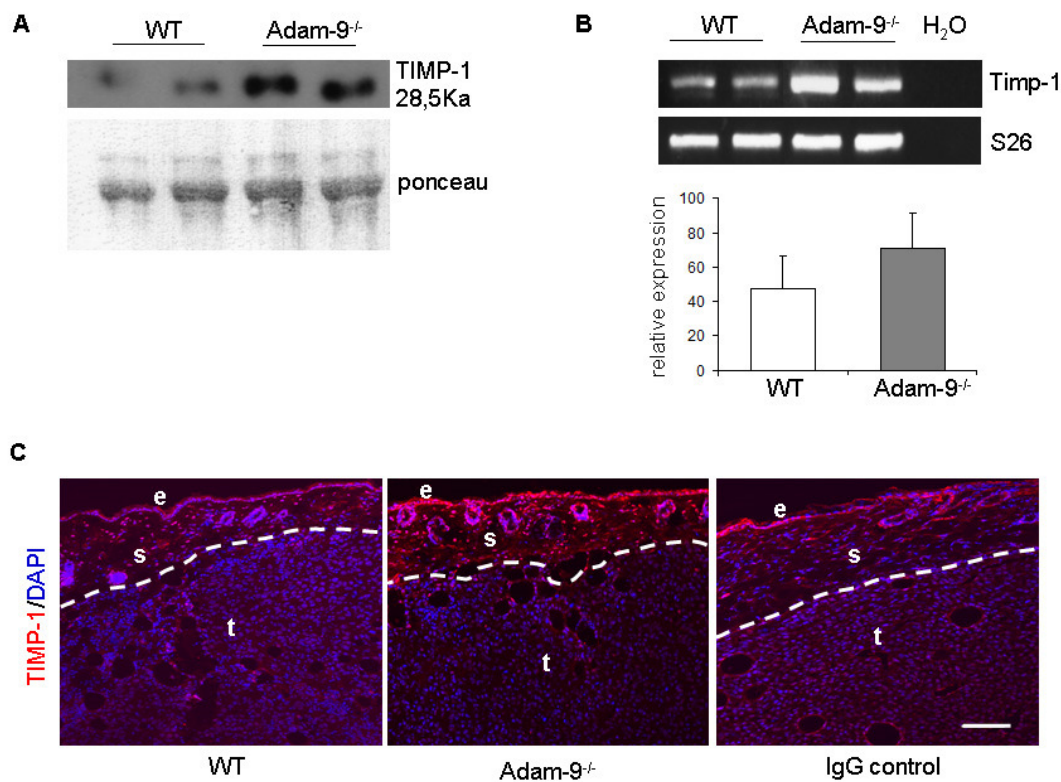 A
WT Adam-9-/-
TIMP-1
28,5Ka
ponceau
B
WT Adam-9-/- H2O
Timp-1
S26
relative expression
100
80
60
40
20
0
WT Adam-9-/-
C
TIMP-1/DAPI
e
s
t
e
s
t
e
s
t
WT Adam-9-/- IgG control